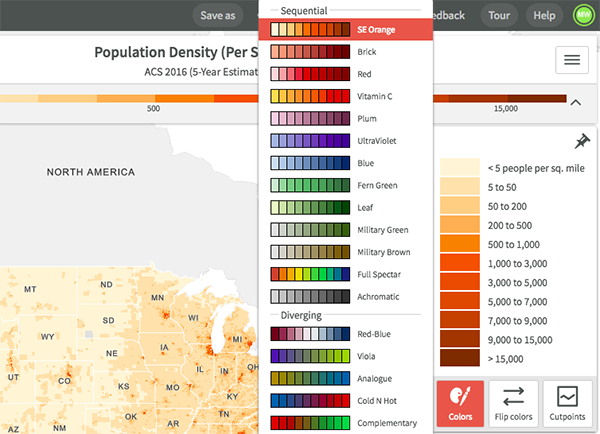 Save as
edback
Tour
Help
MW
Population Density (Per S
ACS 2016 (5-Year Estimat
500
15,000
Sequential
SE Orange
Brick
Red
Vitamin C
Plum
UltraViolet
Blue
Fern Green
Leaf
Military Green
Military Brown
Full Spectar
Achromatic
Diverging
Red-Blue
Viola
Analogue
Cold N Hot
Complementary
NORTH AMERICA
MT
ND
MN
WI
MI
SD
WY
IA
NE
IL
IN
OH
UT
CO
KS
MO
KY
AZ
NM
OK
AR
TN
< 5 people per sq. mile
5 to 50
50 to 200
200 to 500
500 to 1,000
1,000 to 3,000
3,000 to 5,000
5,000 to 7,000
7,000 to 9,000
9,000 to 15,000
> 15,000
Colors
Flip colors
Cutpoints